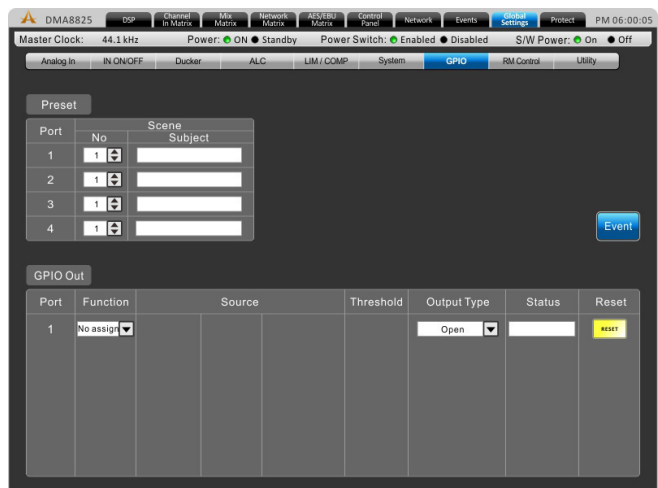 DMA8825 DSP Channel In Matrix Mix Matrix Network Matrix AES/EBU Matrix Control Panel Network Events Global Settings Protect PM 06:00:05
Master Clock: 44.1 kHz Power: ON Standby Power Switch: Enabled Disabled S/W Power: On Off
Analog In IN ON/OFF Ducker ALC LIM / COMP System GPIO RM Control Utility
Preset
Port Scene
No Subject
1 1
2 1
3 1
4 1
Event
GPIO Out
Port Function Source Threshold Output Type Status Reset
1 No assign Open RESET